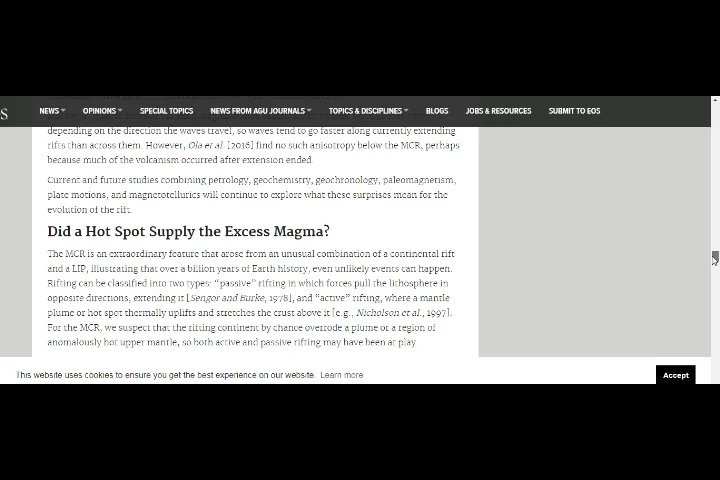 S NEWS OPINIONS SPECIAL TOPICS NEWS FROM AGU JOURNALS TOPICS & DISCIPLINES BLOGS JOBS & RESOURCES SUBMIT TO EOS
depending on the direction the waves travel, so waves tend to go faster along currently extending
rifts than across them. However, Ola et al. [2016] find no such anisotropy below the MCR, perhaps
because much of the volcanism occurred after extension ended.
Current and future studies combining petrology, geochemistry, geochronology, paleomagnetism,
plate motions, and magnetotellurics will continue to explore what these surprises mean for the
evolution of the rift.
Did a Hot Spot Supply the Excess Magma?
The MCR is an extraordinary feature that arose from an unusual combination of a continental rift
and a LIP, illustrating that over a billion years of Earth history, even unlikely events can happen.
Rifting can be classified into two types: “passive” rifting in which forces pull the lithosphere in
opposite directions, extending it [Sengor and Burke, 1978], and “active” rifting, where a mantle
plume or hot spot thermally uplifts and stretches the crust above it [e.g., Nicholson et al., 1997].
For the MCR, we suspect that the rifting continent by chance overrode a plume or a region of
anomalously hot upper mantle, so both active and passive rifting may have been at play
This website uses cookies to ensure you get the best experience on our website. Learn more
Accept